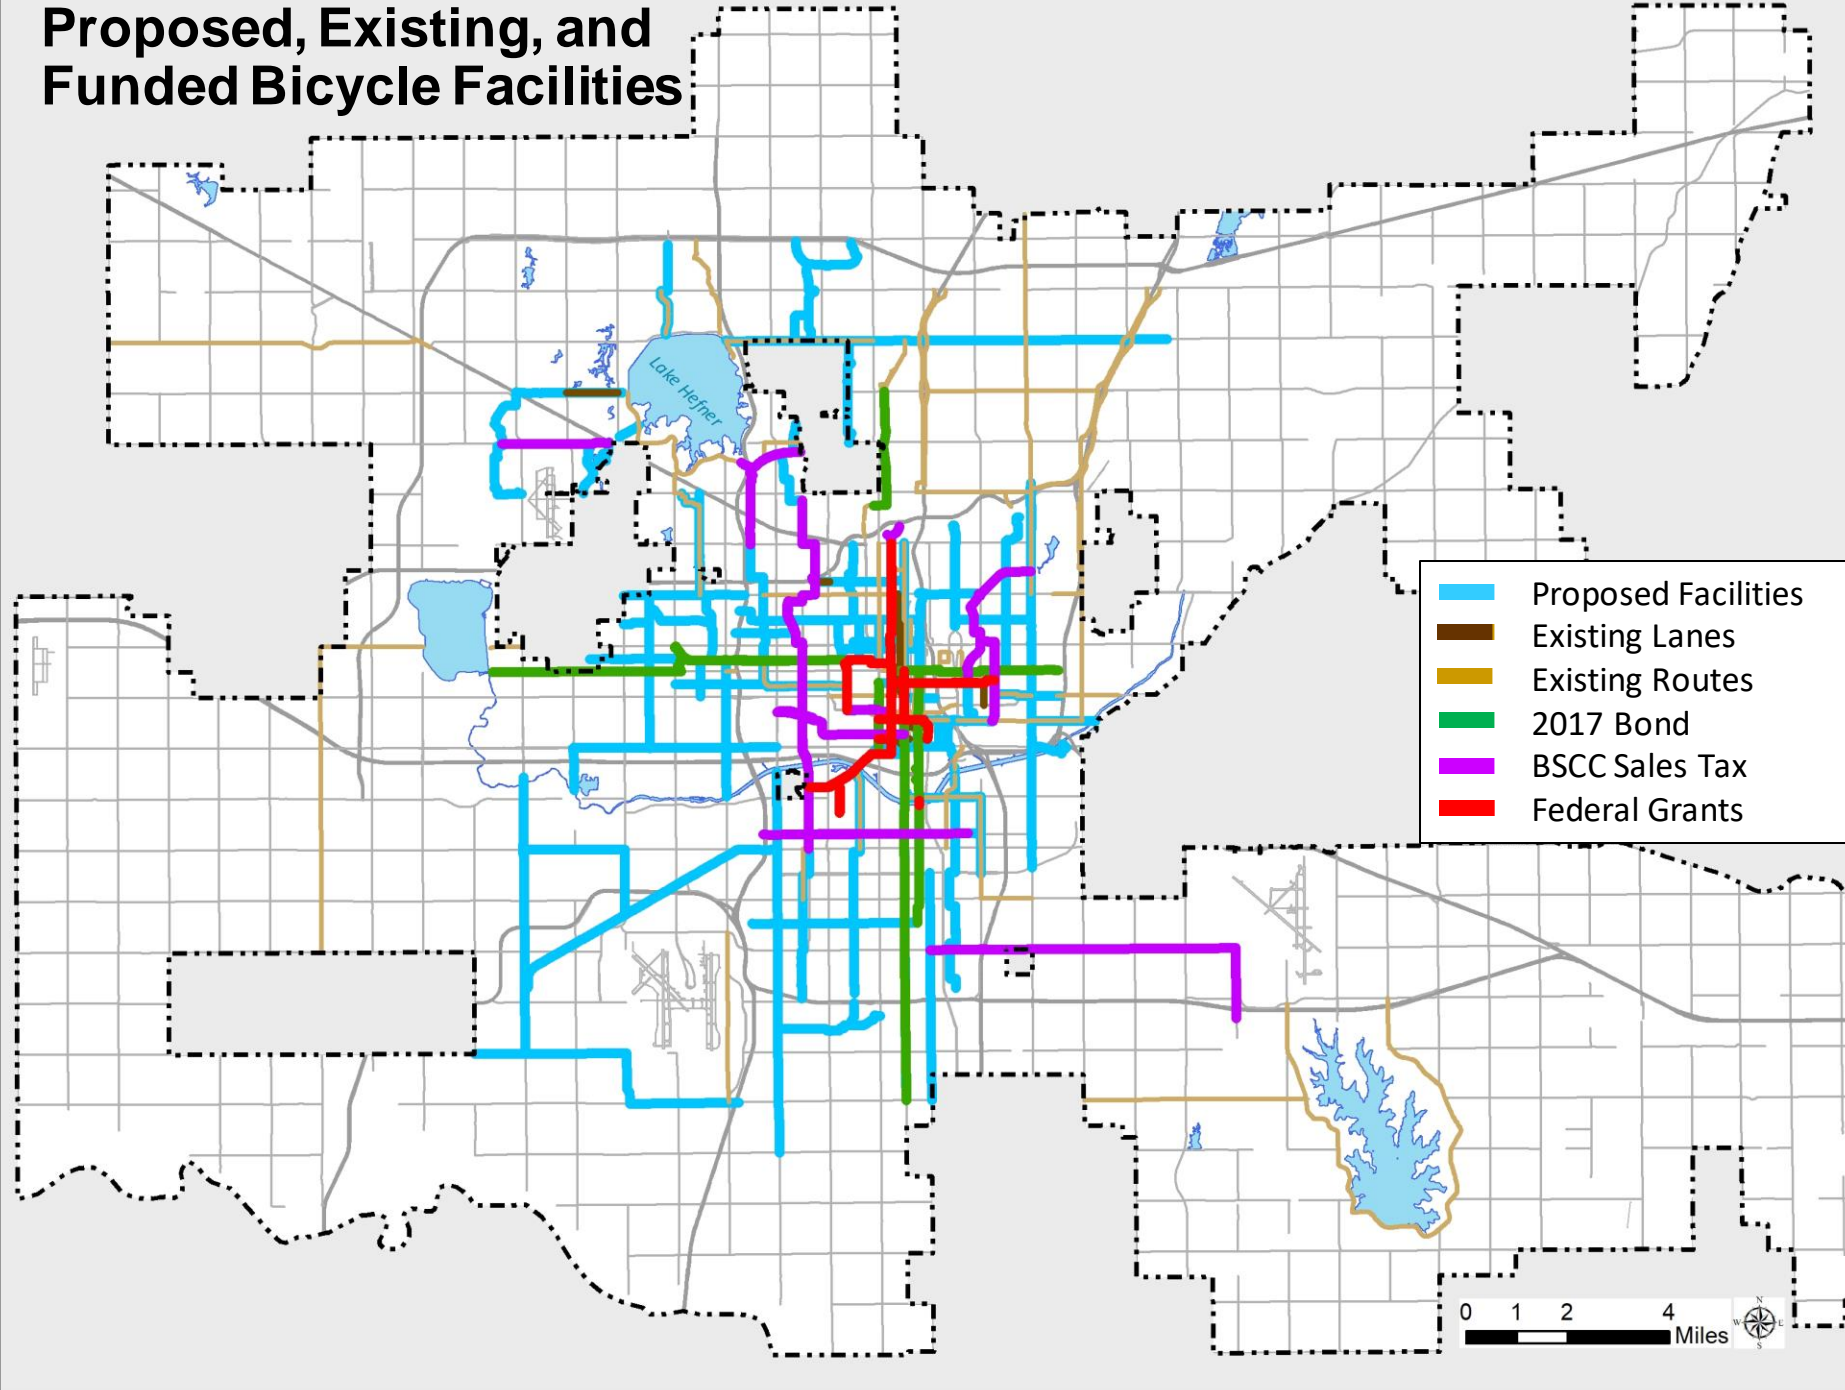 Proposed, Existing, and
Funded Bicycle Facilities
Lake Hefner
Proposed Facilities
Existing Lanes
Existing Routes
2017 Bond
BSCC Sales Tax
Federal Grants
0 1 2 4
Miles
N
W E
S